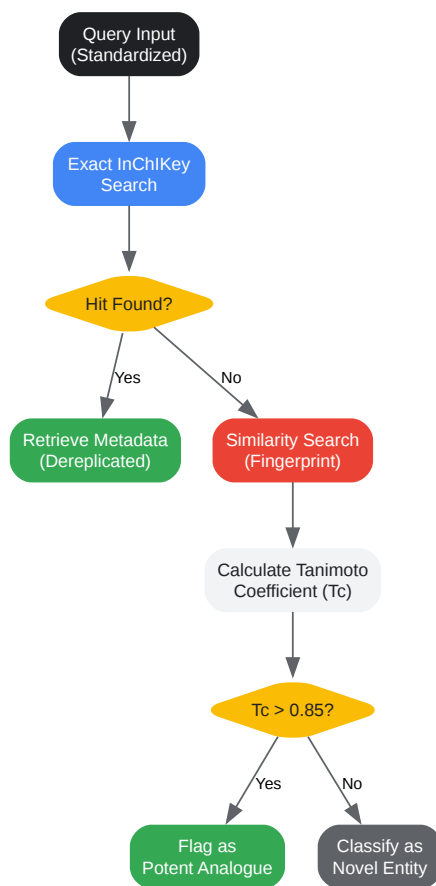 Query Input
(Standardized)
Exact InChIKey
Search
Hit Found?
Yes
No
Retrieve Metadata
(Dereplicated)
Similarity Search
(Fingerprint)
Calculate Tanimoto
Coefficient (Tc)
Tc > 0.85?
Yes
No
Flag as
Potent Analogue
Classify as
Novel Entity